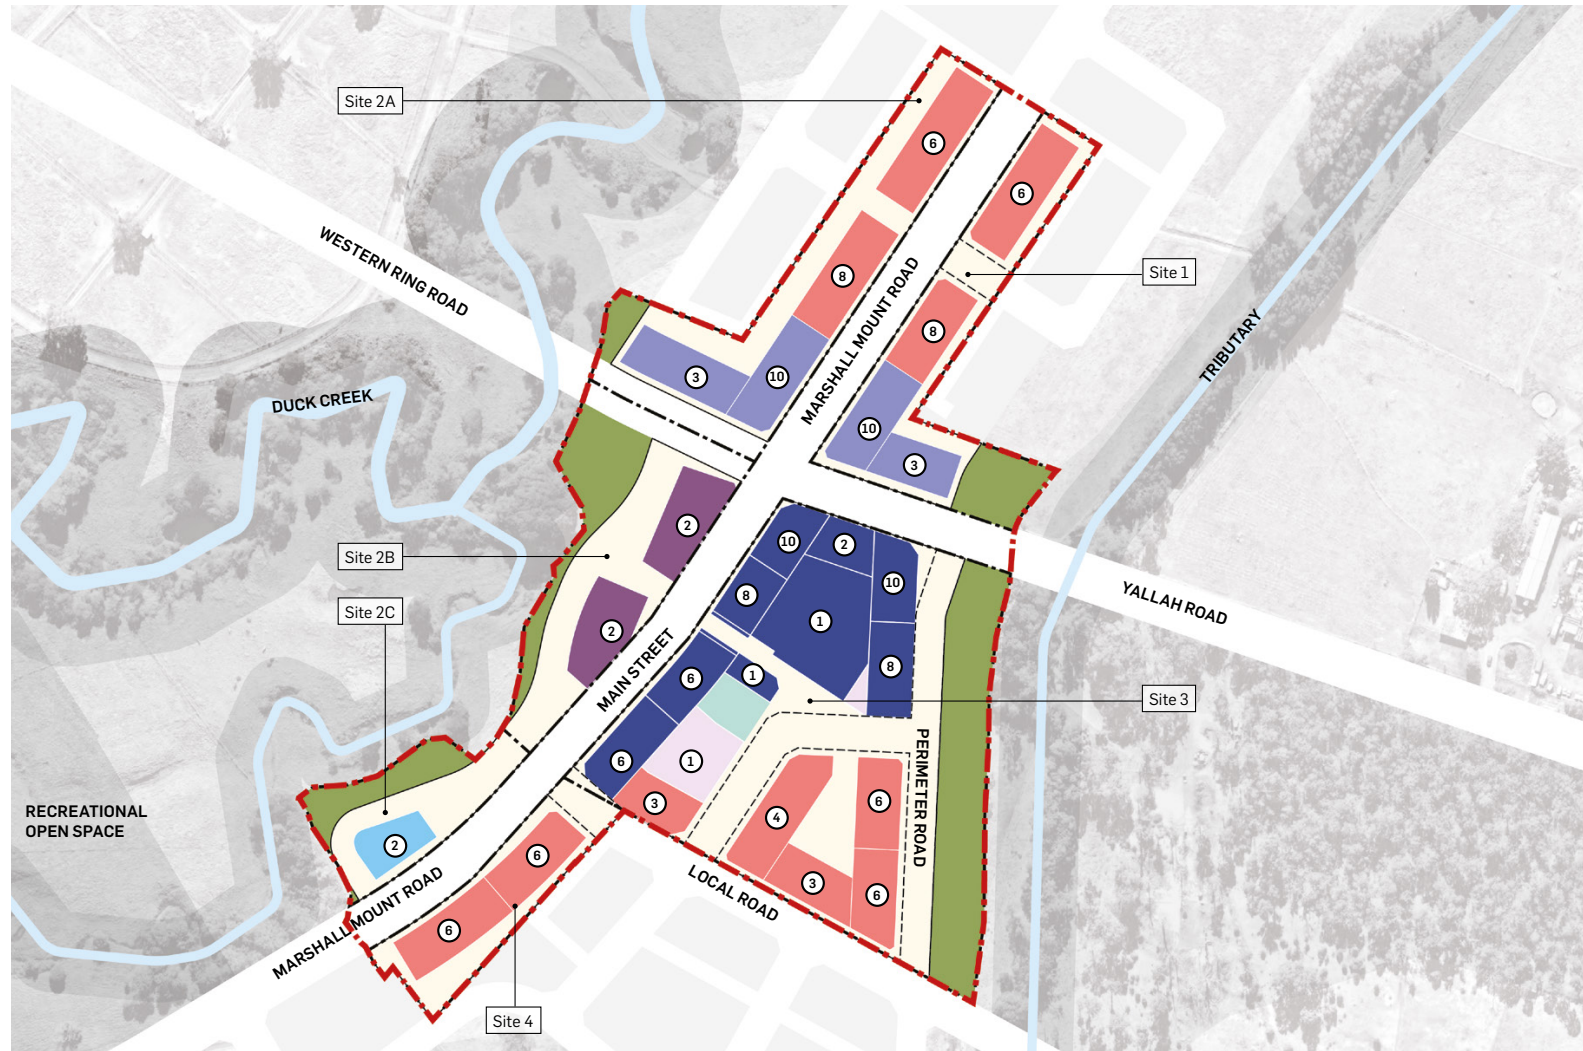 Site 2A
6
6
WESTERN RING ROAD
8
MARSHALL MOUNT ROAD
Site 1
8
TRIBUTARY
3
10
DUCK CREEK
10
3
2
10
2
Site 2B
10
YALLAH ROAD
8
Site 2C
1
2
MAIN STREET
8
6
1
Site 3
PERIMETER ROAD
6
1
3
6
4
RECREATIONAL
OPEN SPACE
2
6
LOCAL ROAD
3
6
MARSHALL MOUNT ROAD
6
Site 4